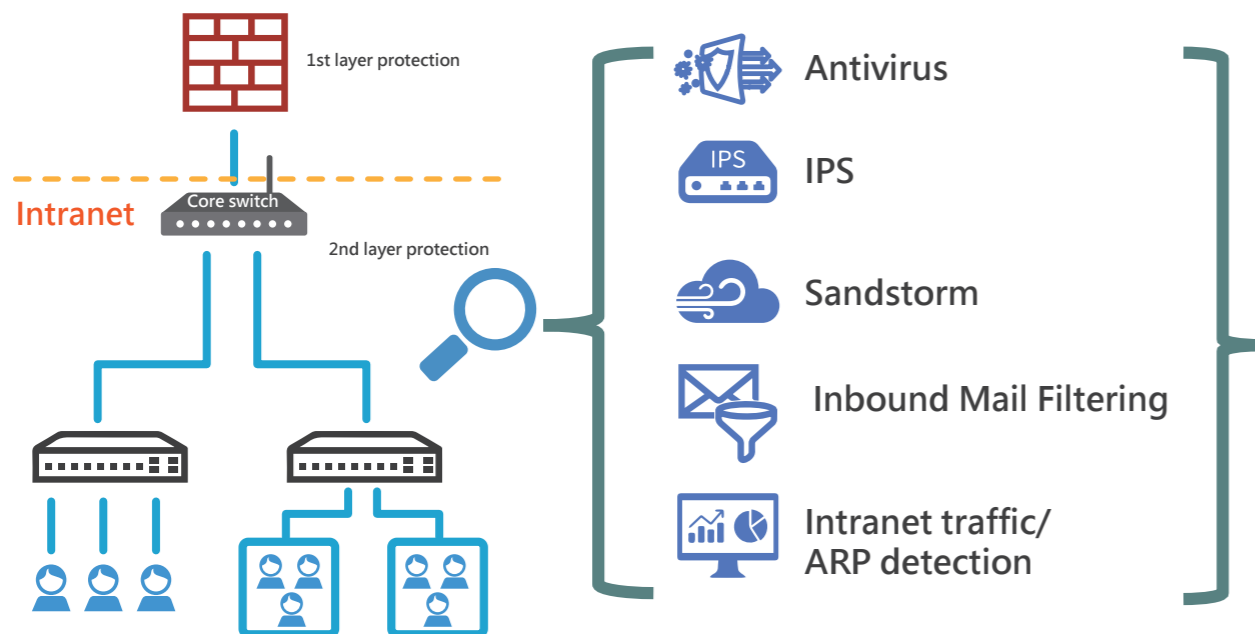 1st layer protection
Core switch
Intranet
2nd layer protection
Antivirus
IPS
IPS
Sandstorm
Inbound Mail Filtering
Intranet traffic/
ARP detection